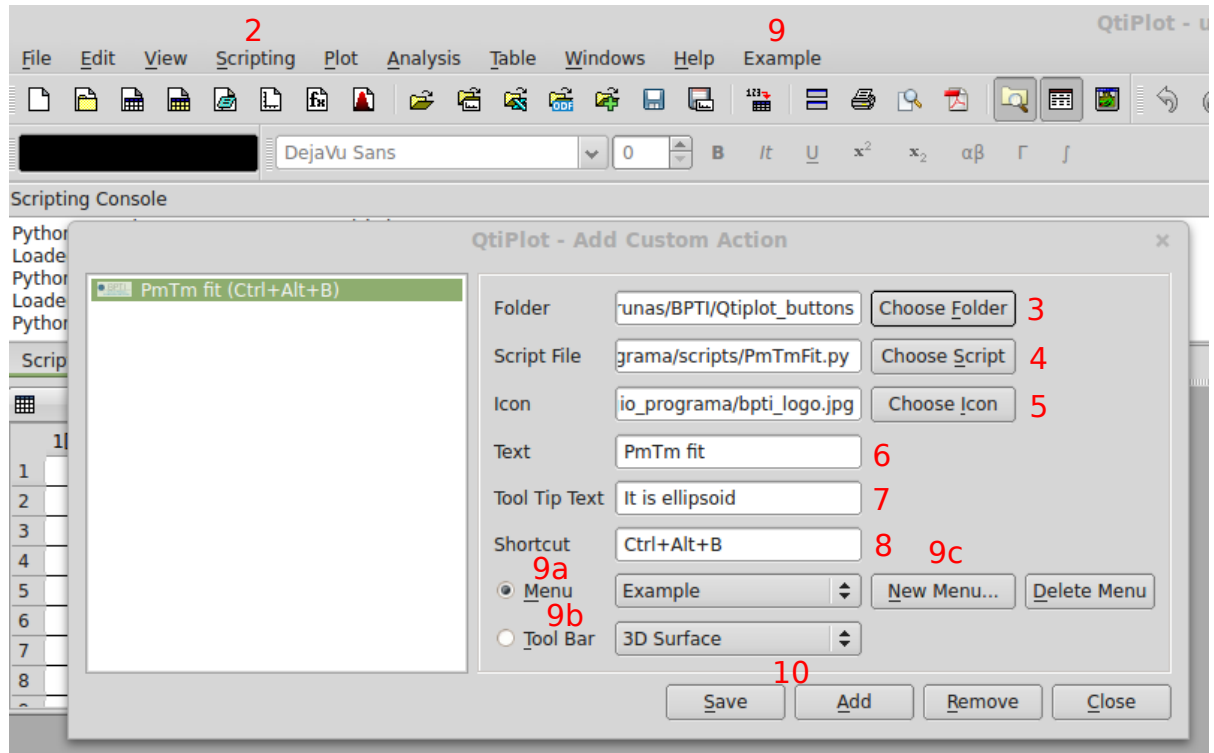 2 9 QtiPlot - u
File Edit View Scripting Plot Analysis Table Windows Help Example
DejaVu Sans 0 B It U x² x₂ αβ Γ ∫
Scripting Console
Python
Loade
Python
Loade
Python
Scrip
1[
1
2
3
4
5
6
7
8
QtiPlot - Add Custom Action
PmTm fit (Ctrl+Alt+B)
Folder runas/BPTI/Qtiplot_buttons Choose Folder 3
Script File grama/scripts/PmTmFit.py Choose Script 4
Icon io_programa/bpti_logo.jpg Choose Icon 5
Text PmTm fit 6
Tool Tip Text It is ellipsoid 7
Shortcut Ctrl+Alt+B 8
9a 9c
Menu Example New Menu... Delete Menu
9b
Tool Bar 3D Surface
10
Save Add Remove Close